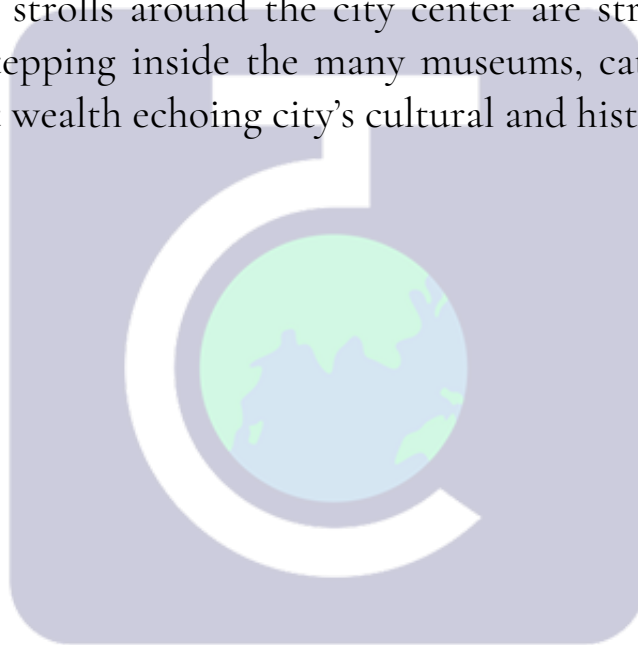 strolls around the city center are
inside the many museums,
wealth echoing city's cultural and